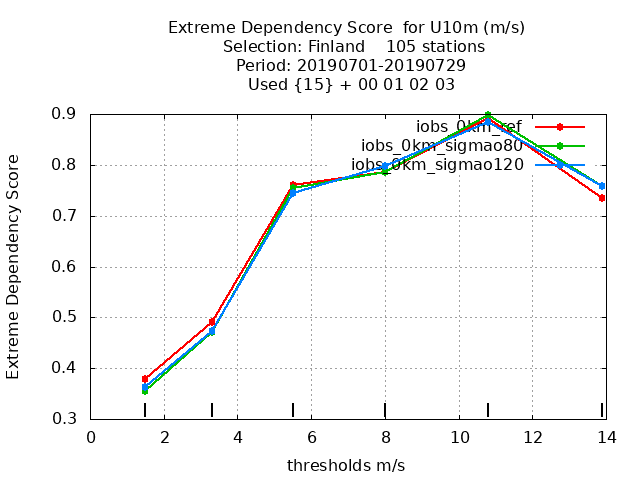 Extreme Dependency Score  for U10m (m/s)
Selection: Finland    105 stations
Period: 20190701-20190729
Used {15} + 00 01 02 03
Extreme Dependency Score
0.9
0.8
0.7
0.6
0.5
0.4
0.3
iobs_0km_ref
iobs_0km_sigmao80
iobs_0km_sigmao120
0 2 4 6 8 10 12 14
thresholds m/s